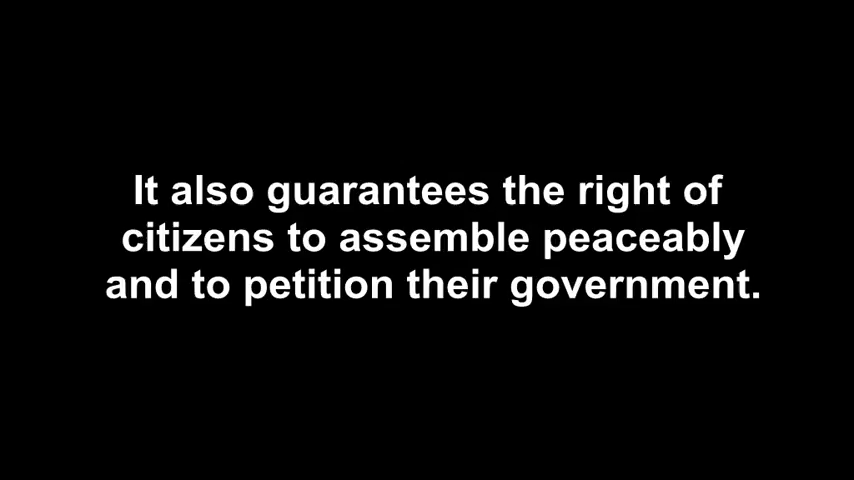 It also guarantees the right of
citizens to assemble peaceably
and to petition their government.